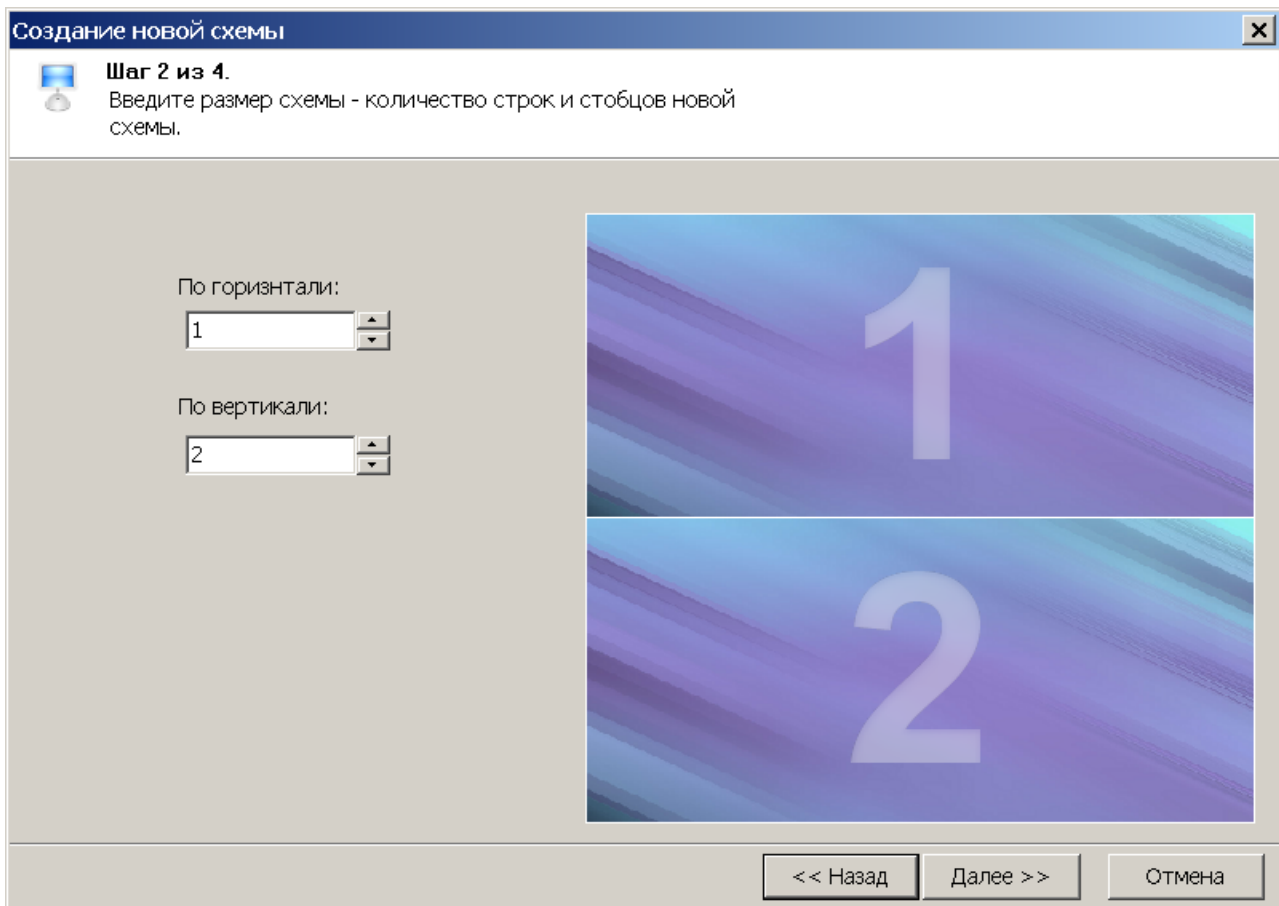 Создание новой схемы
Шаг 2 из 4.
Введите размер схемы - количество строк и стобцов новой
схемы.
По горизнтали:
1
По вертикали:
2
1
2
<< Назад
Далее >>
Отмена